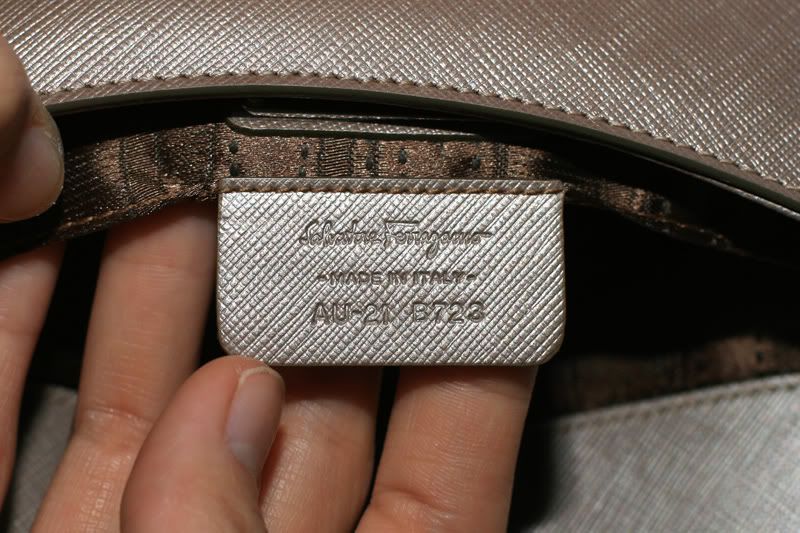 Salvatore Ferragamo
-MADE IN ITALY-
AU-21 B723